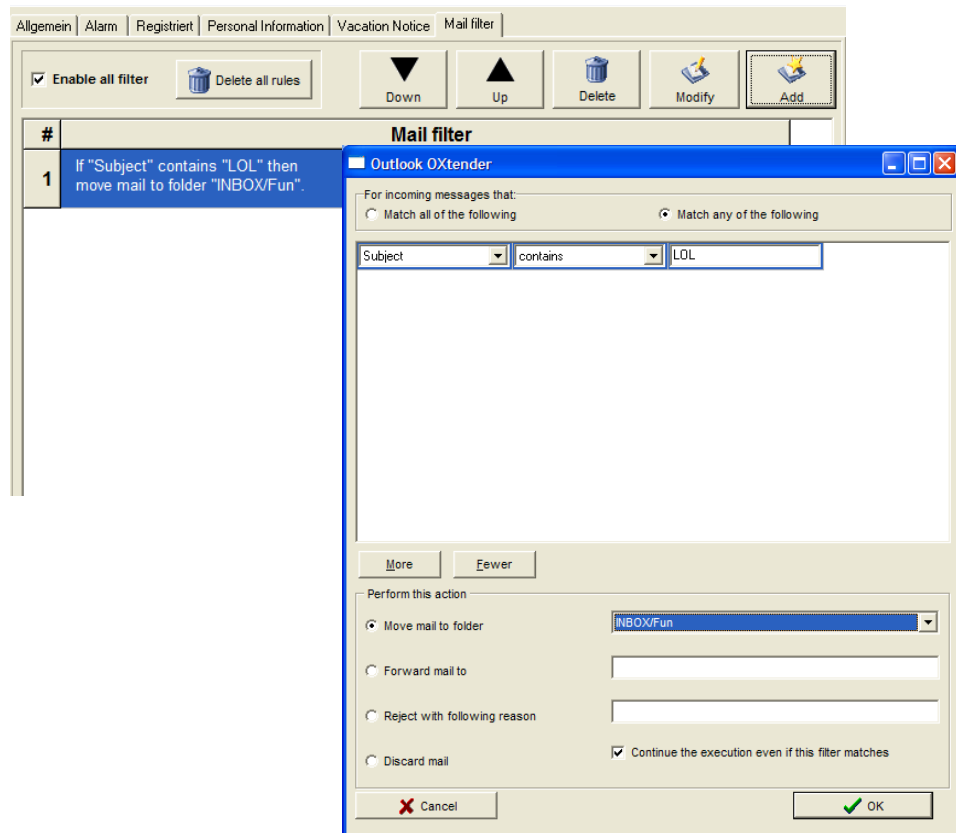 Allgemein Alarm Registriert Personal Information Vacation Notice Mail filter
Enable all filter Delete all rules Down Up Delete Modify Add
# Mail filter
1 If "Subject" contains "LOL" then
move mail to folder "INBOX/Fun".
Outlook OXtender
For incoming messages that:
Match all of the following Match any of the following
Subject contains LOL
More Fewer
Perform this action
Move mail to folder INBOX/Fun
Forward mail to
Reject with following reason
Discard mail Continue the execution even if this filter matches
Cancel OK